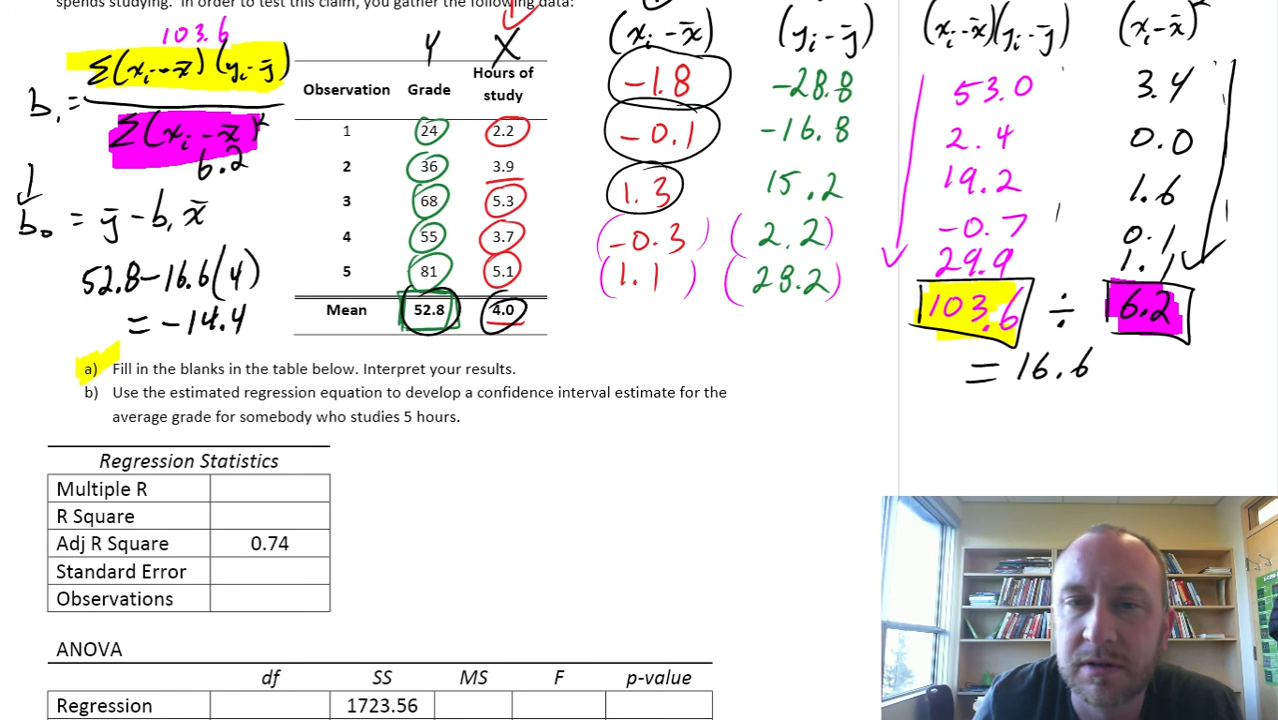 spends studying. In order to test this claim, you gather the following data:
103.6
b₁ = Σ(xᵢ-x̄)(yᵢ-ȳ)
Σ(xᵢ-x̄)²
6.2
b₀ = ȳ - b₁x̄
52.8-16.6(4)
= -14.4
Y X
Observation Grade Hours of study
1 24 2.2
2 36 3.9
3 68 5.3
4 55 3.7
5 81 5.1
Mean 52.8 4.0
(xᵢ-x̄) (yᵢ-ȳ) (xᵢ-x̄)(yᵢ-ȳ) (xᵢ-x̄)²
-1.8 -28.8 53.0 3.4
-0.1 -16.8 2.4 0.0
1.3 15.2 19.2 1.6
(-0.3) (2.2) -0.7 0.1
(1.1) (28.2) 29.9 1.1
103.6 ÷ 6.2
= 16.6
a) Fill in the blanks in the table below. Interpret your results.
b) Use the estimated regression equation to develop a confidence interval estimate for the
average grade for somebody who studies 5 hours.
Regression Statistics
Multiple R
R Square
Adj R Square 0.74
Standard Error
Observations
ANOVA
df SS MS F p-value
Regression 1723.56